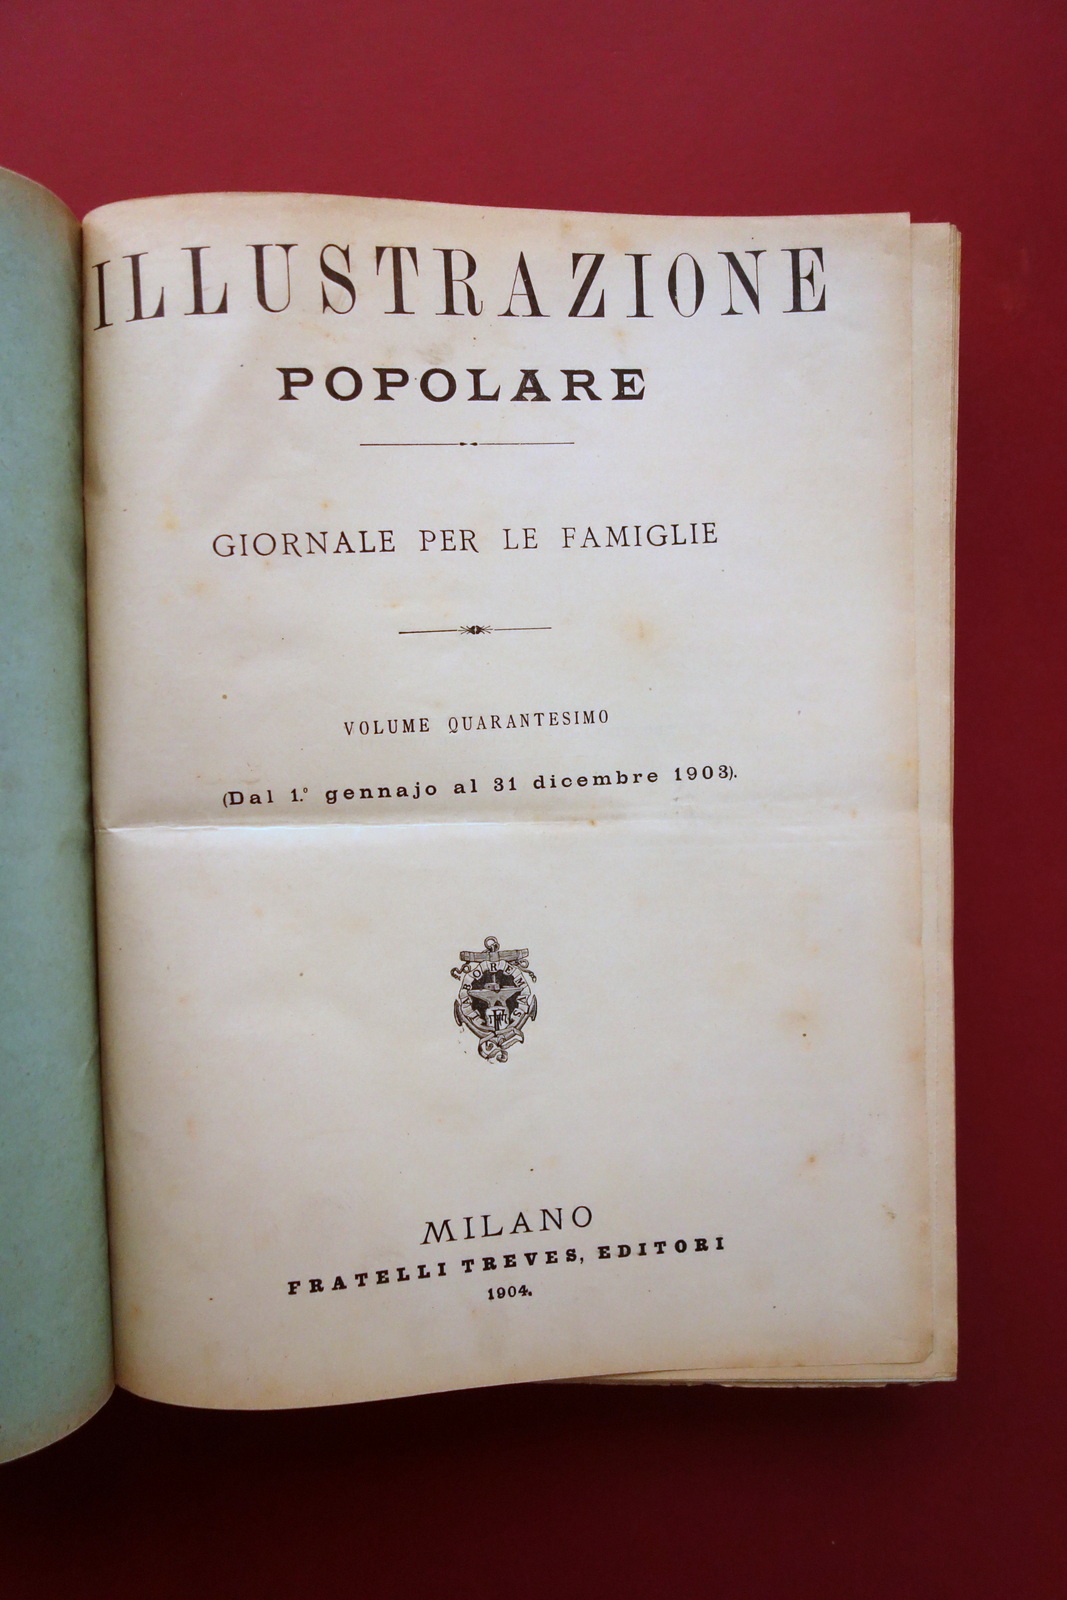 ILLUSTRAZIONE
POPOLARE
GIORNALE PER LE FAMIGLIE
VOLUME QUARANTESIMO
(Dal 1.º gennajo al 31 dicembre 1903).
LABOREMUS
MILANO
FRATELLI TREVES, EDITORI
1904.